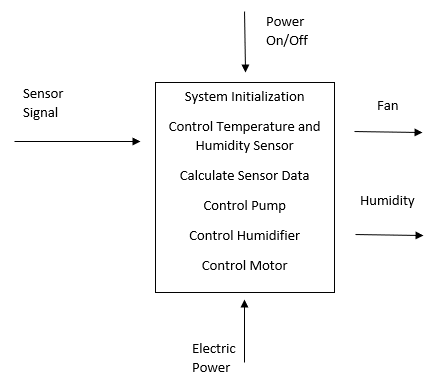 Power
On/Off
Sensor
Signal
System Initialization
Control Temperature and
Humidity Sensor
Calculate Sensor Data
Control Pump
Control Humidifier
Control Motor
Fan
Humidity
Electric
Power